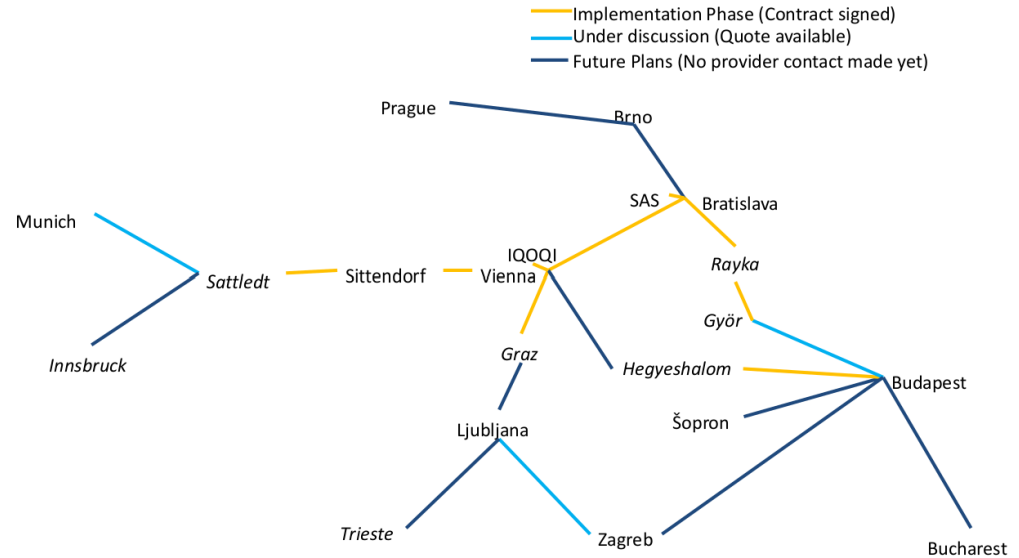 Implementation Phase (Contract signed)
Under discussion (Quote available)
Future Plans (No provider contact made yet)
Prague
Brno
SAS
Bratislava
Munich
IQOQI
Rayka
Sattledt
Sittendorf
Vienna
Györ
Graz
Innsbruck
Hegyeshalom
Budapest
Šopron
Ljubljana
Trieste
Zagreb
Bucharest